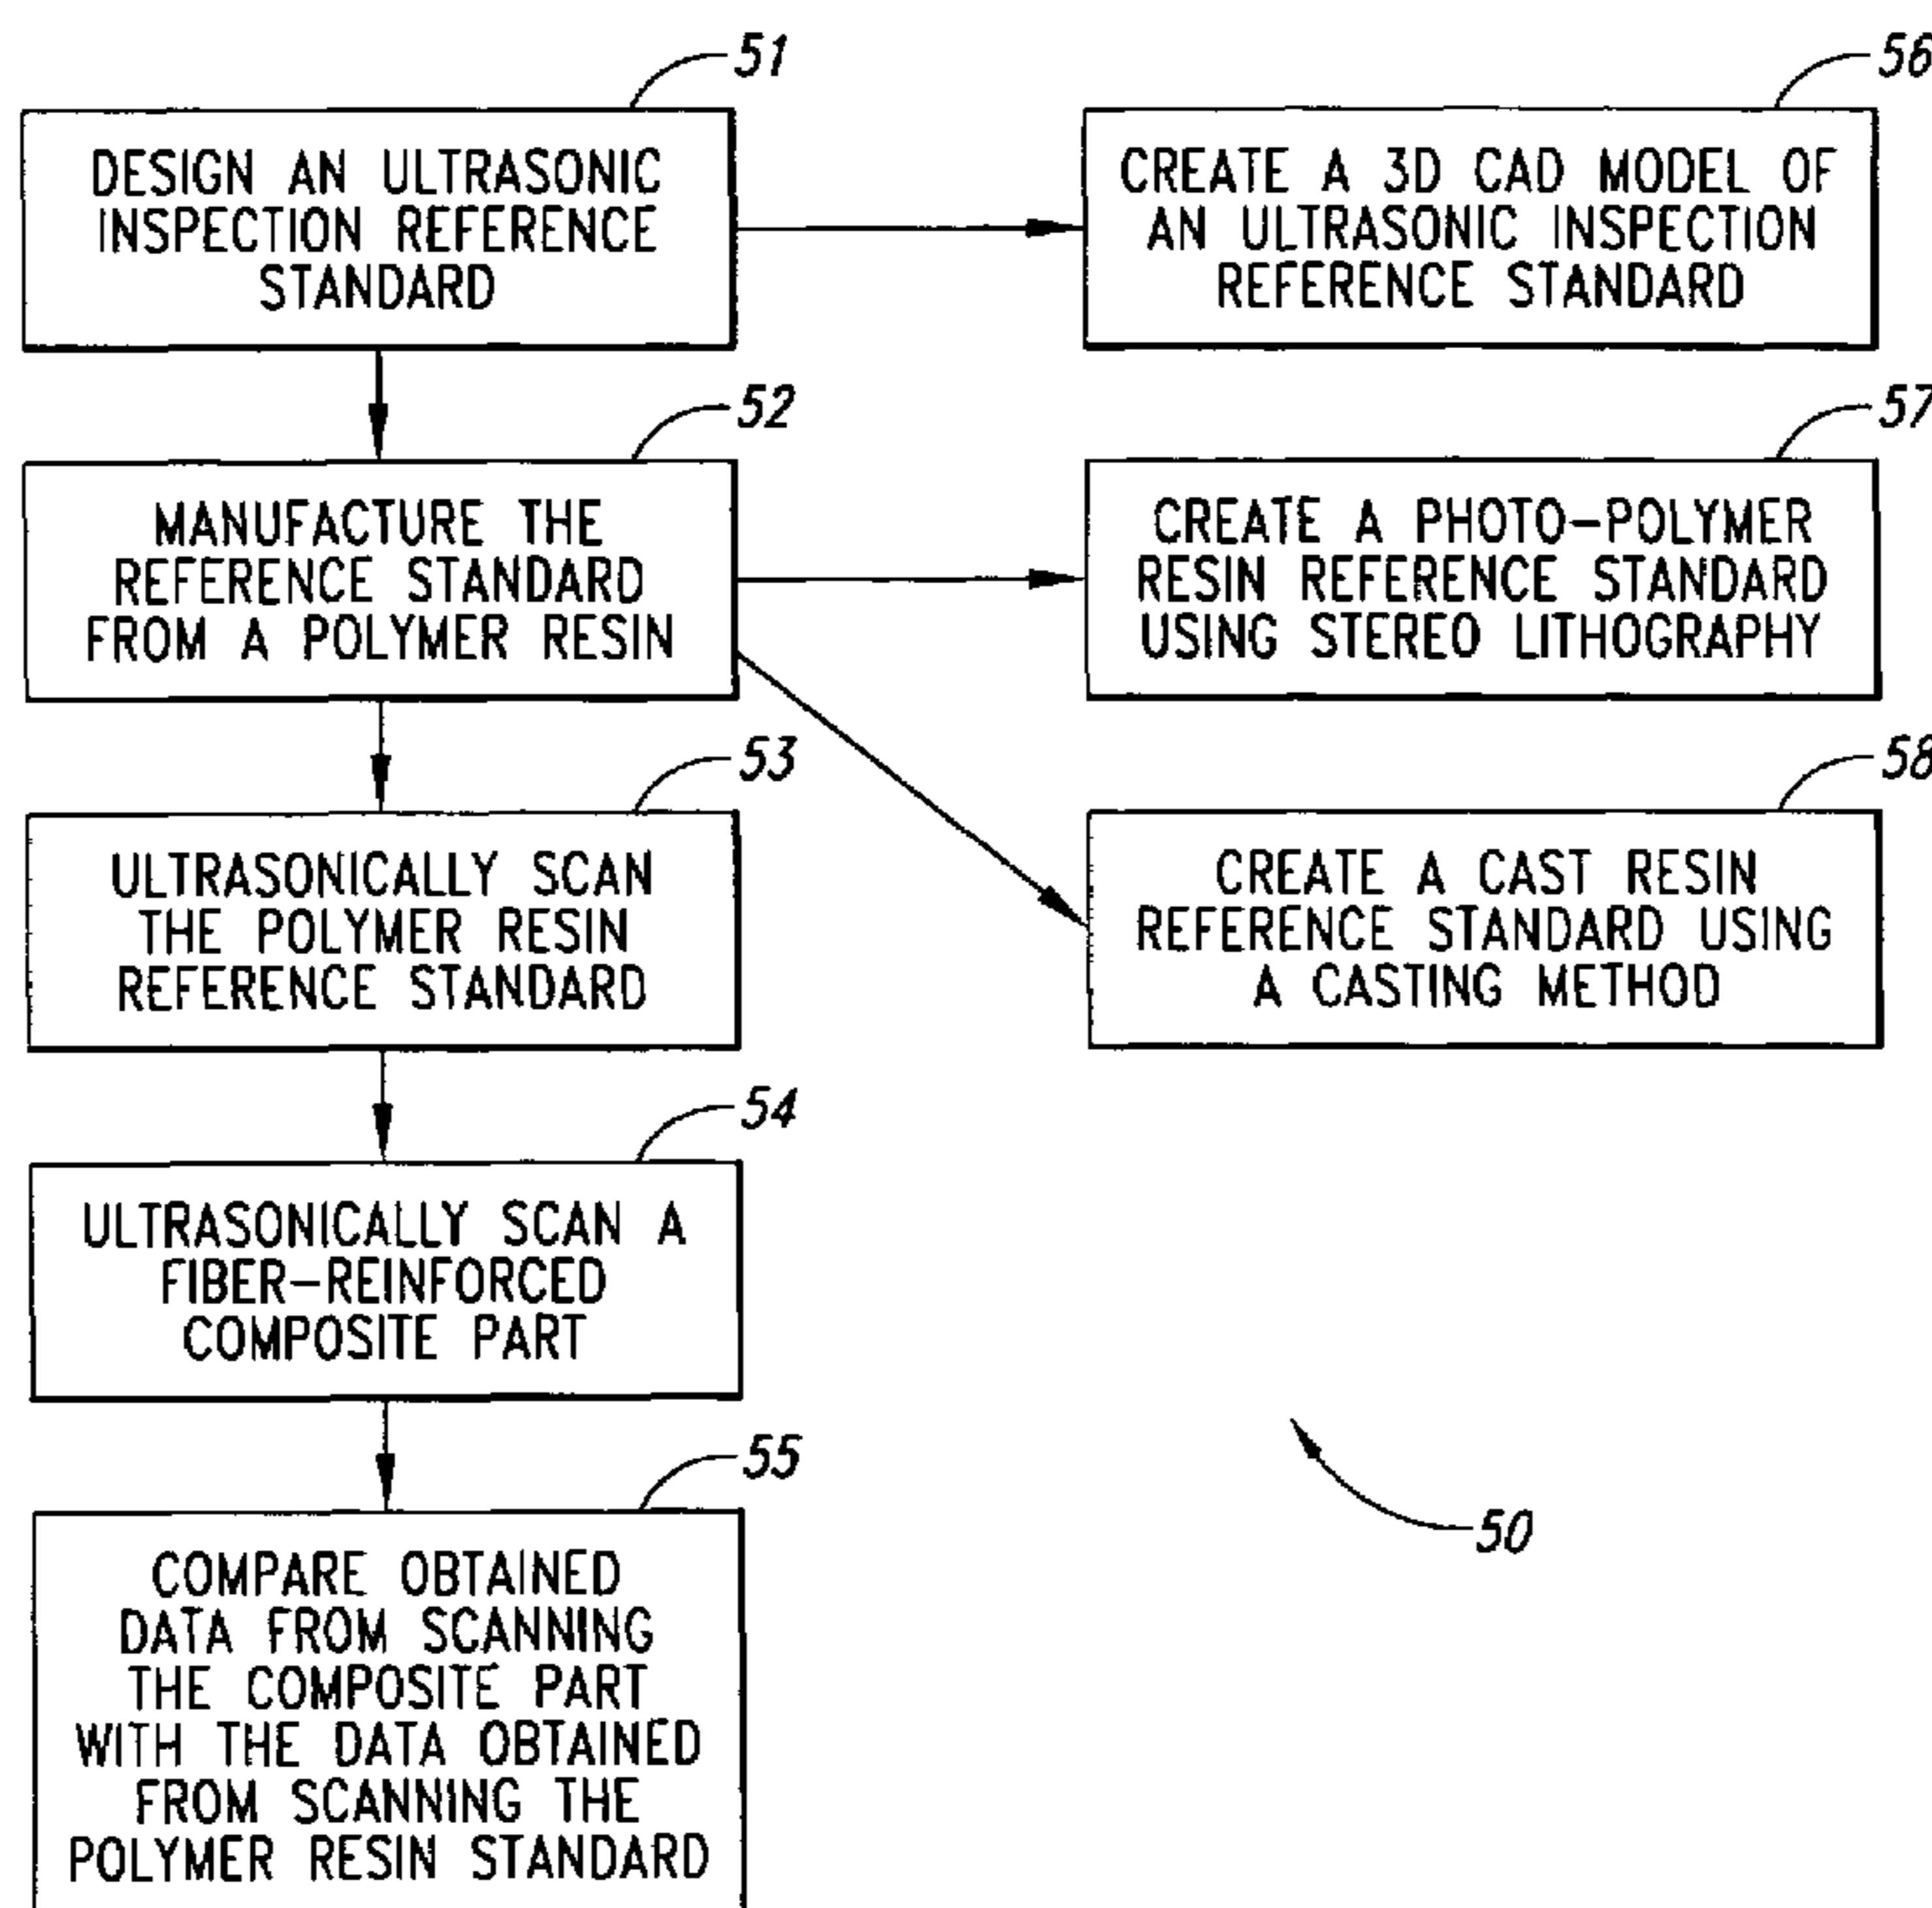 51
DESIGN AN ULTRASONIC
INSPECTION REFERENCE
STANDARD
56
CREATE A 3D CAD MODEL OF
AN ULTRASONIC INSPECTION
REFERENCE STANDARD
52
MANUFACTURE THE
REFERENCE STANDARD
FROM A POLYMER RESIN
57
CREATE A PHOTO-POLYMER
RESIN REFERENCE STANDARD
USING STEREO LITHOGRAPHY
53
ULTRASONICALLY SCAN
THE POLYMER RESIN
REFERENCE STANDARD
58
CREATE A CAST RESIN
REFERENCE STANDARD USING
A CASTING METHOD
54
ULTRASONICALLY SCAN A
FIBER-REINFORCED
COMPOSITE PART
55
COMPARE OBTAINED
DATA FROM SCANNING
THE COMPOSITE PART
WITH THE DATA OBTAINED
FROM SCANNING THE
POLYMER RESIN STANDARD
50